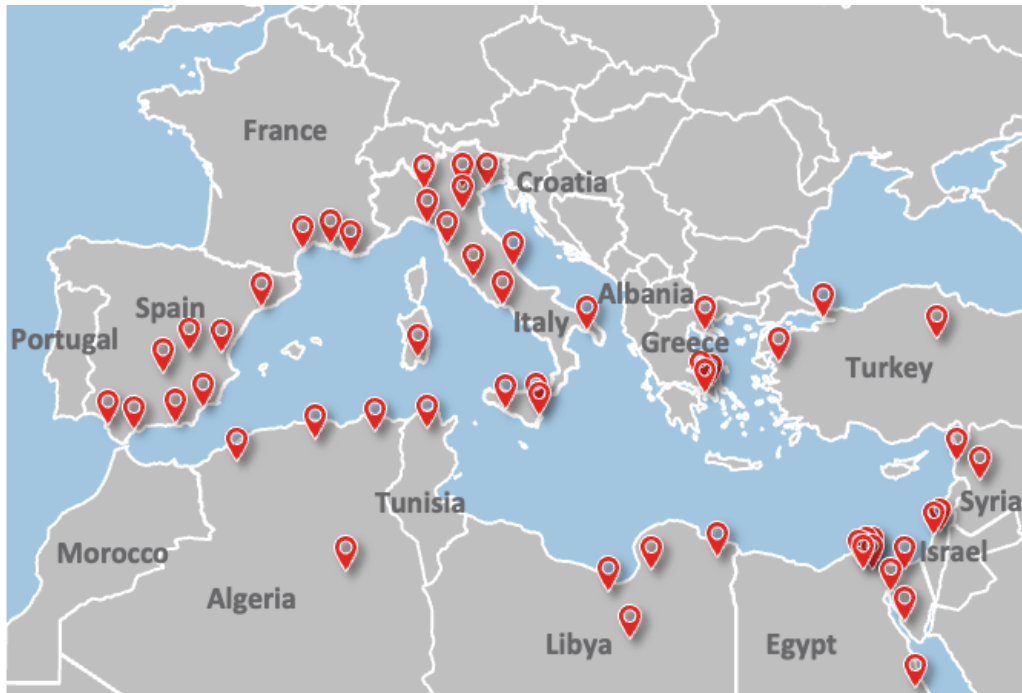 France
Croatia
Spain
Albania
Portugal
Italy
Greece
Turkey
Tunisia
Syria
Morocco
Israel
Algeria
Libya
Egypt